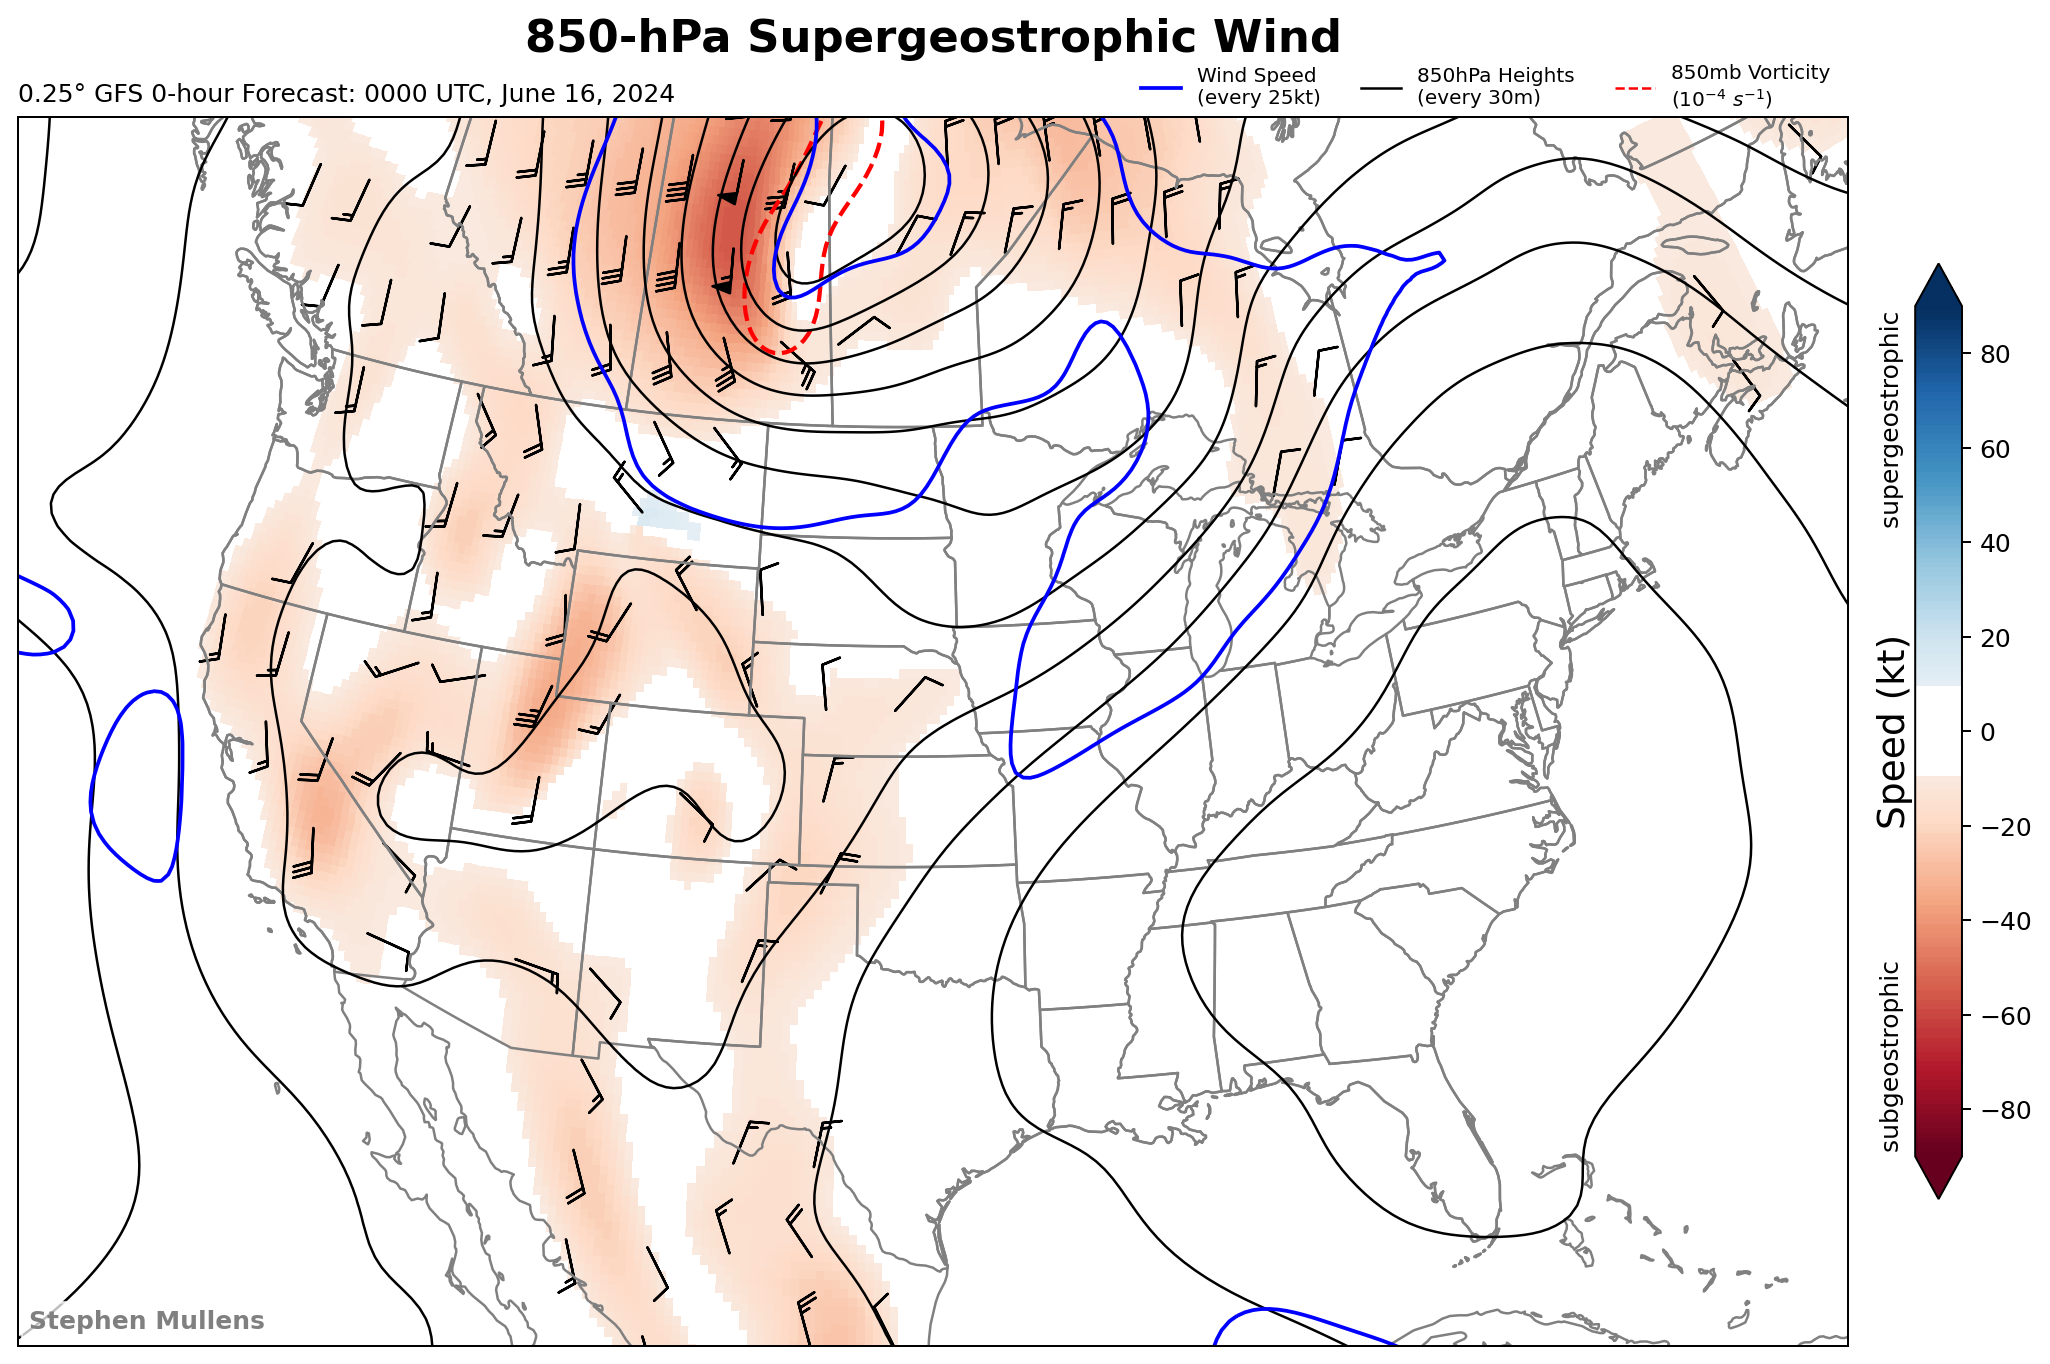 850-hPa Supergeostrophic Wind
0.25° GFS 0-hour Forecast: 0000 UTC, June 16, 2024
Wind Speed
(every 25kt)
850hPa Heights
(every 30m)
850mb Vorticity
(10⁻⁴ s⁻¹)
supergeostrophic
Speed (kt)
subgeostrophic
80
60
40
20
0
−20
−40
−60
−80
Stephen Mullens